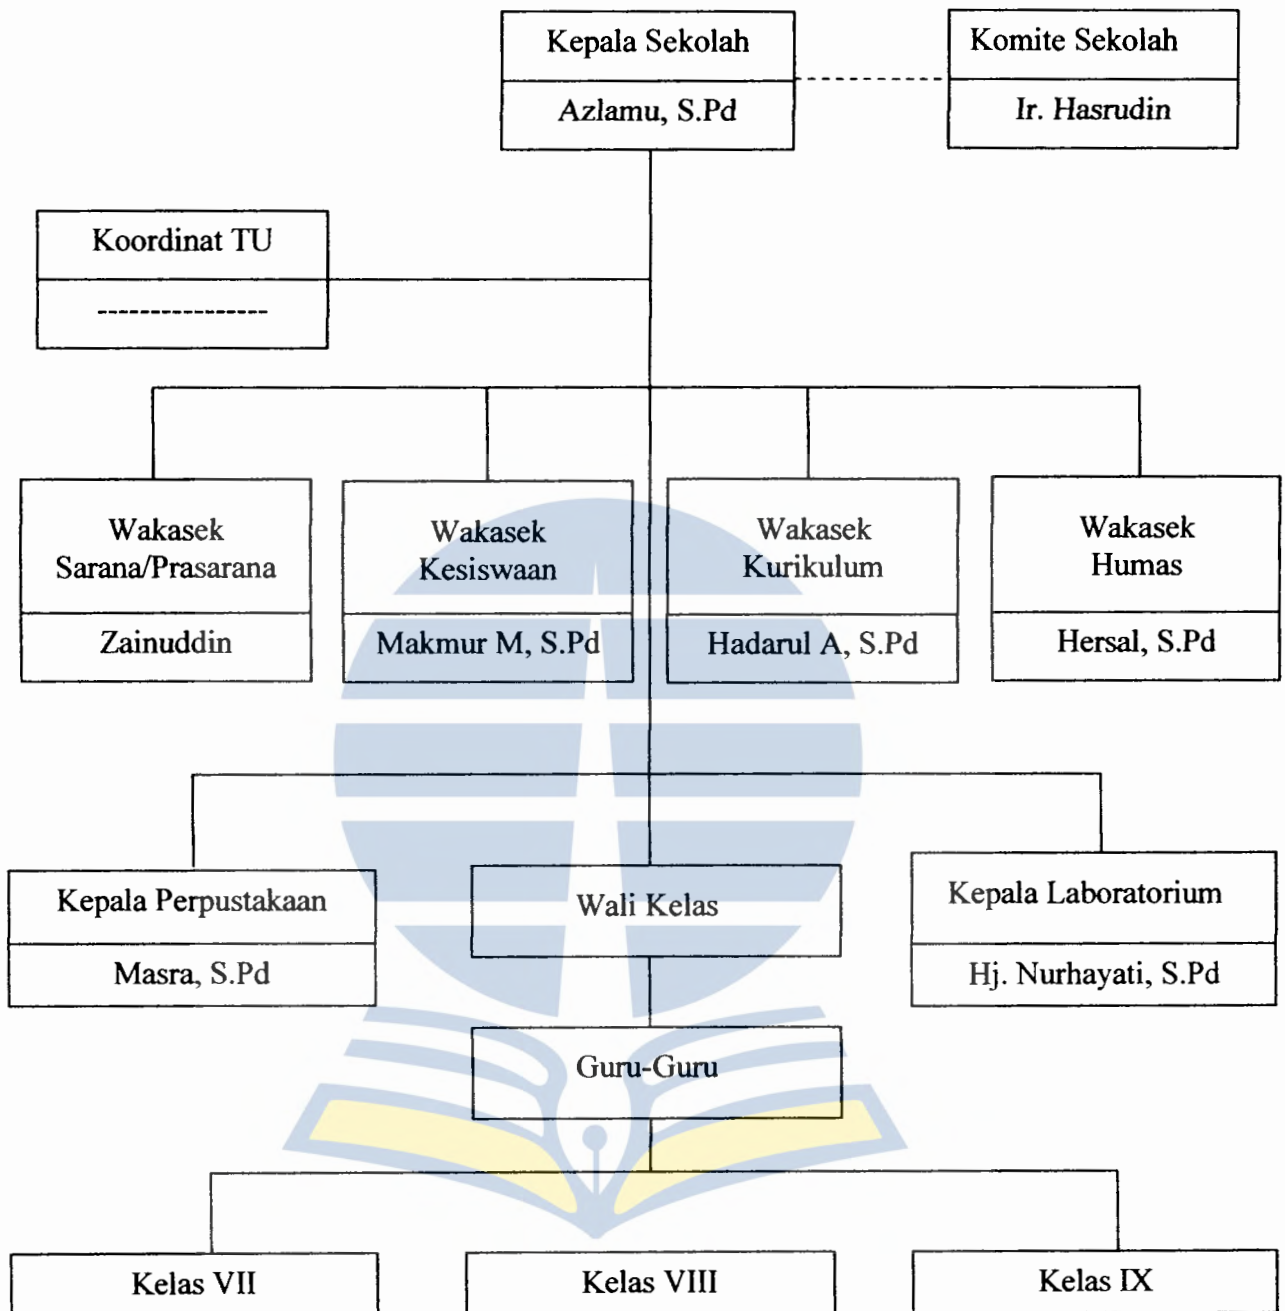 Kepala Sekolah
Azlamu, S.Pd
Komite Sekolah
Ir. Hasrudin
Koordinat TU
----------------
Wakasek
Sarana/Prasarana
Zainuddin
Wakasek
Kesiswaan
Makmur M, S.Pd
Wakasek
Kurikulum
Hadarul A, S.Pd
Wakasek
Humas
Hersal, S.Pd
Kepala Perpustakaan
Masra, S.Pd
Wali Kelas
Kepala Laboratorium
Hj. Nurhayati, S.Pd
Guru-Guru
Kelas VII
Kelas VIII
Kelas IX